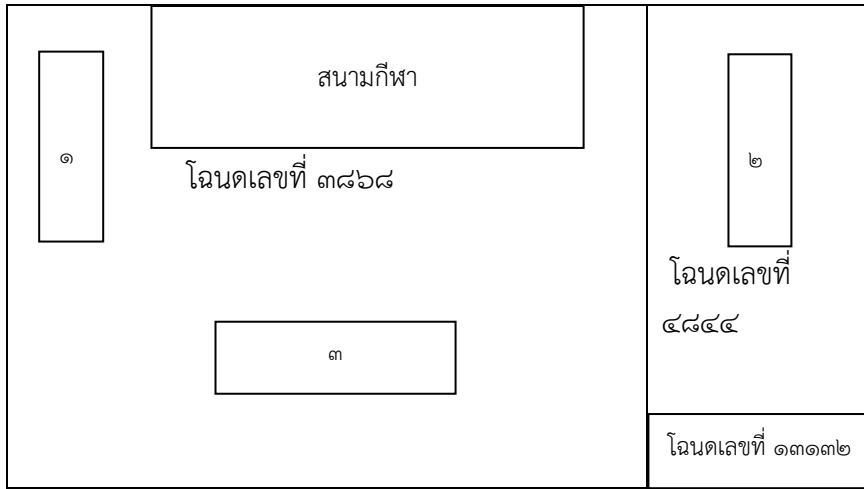 สนามกีฬา
๑
๒
โฉนดเลขที่ ๓๘๖๘
โฉนดเลขที่
๔๘๔๔
๓
โฉนดเลขที่ ๑๓๑๓๒